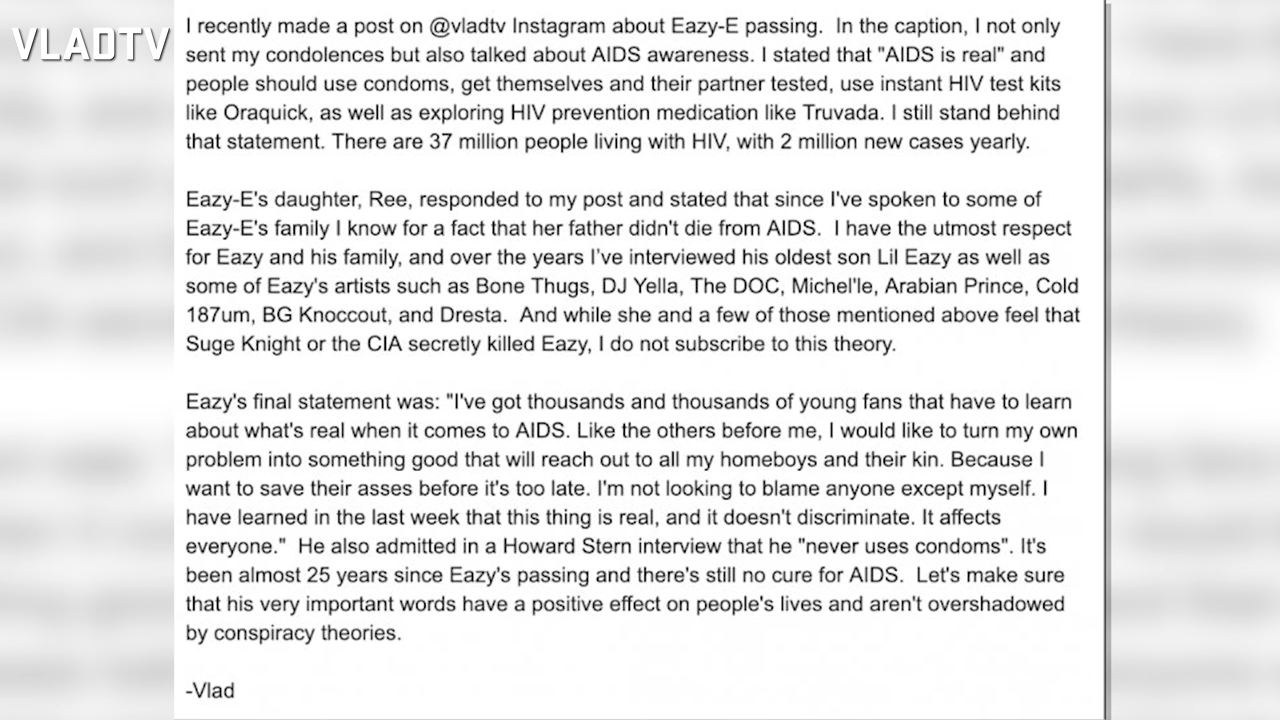 VLADTV
I recently made a post on @vladtv Instagram about Eazy-E passing. In the caption, I not only
sent my condolences but also talked about AIDS awareness. I stated that "AIDS is real" and
people should use condoms, get themselves and their partner tested, use instant HIV test kits
like Oraquick, as well as exploring HIV prevention medication like Truvada. I still stand behind
that statement. There are 37 million people living with HIV, with 2 million new cases yearly.
Eazy-E's daughter, Ree, responded to my post and stated that since I've spoken to some of
Eazy-E's family I know for a fact that her father didn't die from AIDS. I have the utmost respect
for Eazy and his family, and over the years I've interviewed his oldest son Lil Eazy as well as
some of Eazy's artists such as Bone Thugs, DJ Yella, The DOC, Michel'le, Arabian Prince, Cold
187um, BG Knoccout, and Dresta. And while she and a few of those mentioned above feel that
Suge Knight or the CIA secretly killed Eazy, I do not subscribe to this theory.
Eazy's final statement was: "I've got thousands and thousands of young fans that have to learn
about what's real when it comes to AIDS. Like the others before me, I would like to turn my own
problem into something good that will reach out to all my homeboys and their kin. Because I
want to save their asses before it's too late. I'm not looking to blame anyone except myself. I
have learned in the last week that this thing is real, and it doesn't discriminate. It affects
everyone." He also admitted in a Howard Stern interview that he "never uses condoms". It's
been almost 25 years since Eazy's passing and there's still no cure for AIDS. Let's make sure
that his very important words have a positive effect on people's lives and aren't overshadowed
by conspiracy theories.
-Vlad